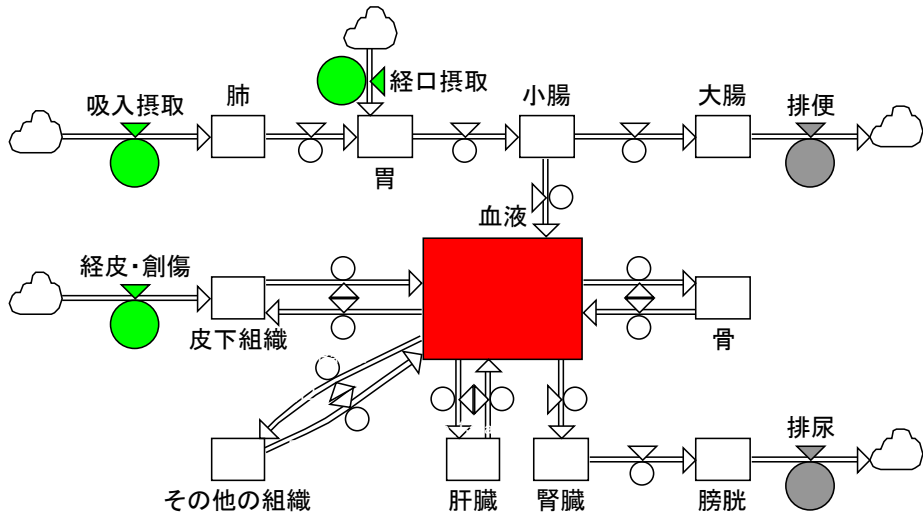 経口摂取
吸入摂取
肺
小腸
大腸
排便
胃
血液
経皮・創傷
皮下組織
骨
排尿
その他の組織
肝臓
腎臓
膀胱